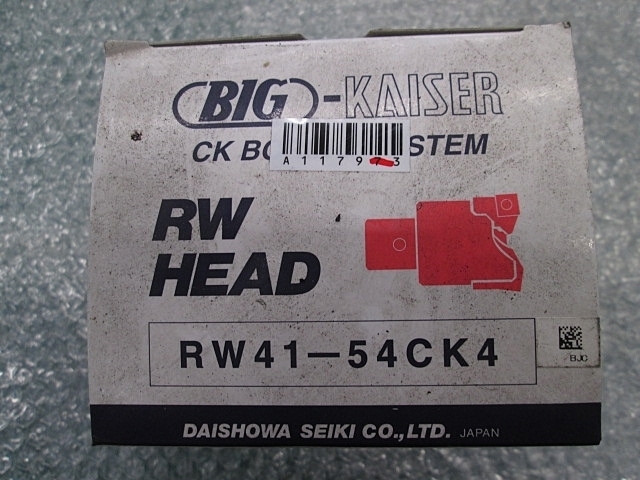 BIG-KAISER
CK BO STEM
A1179 3
RW
HEAD
RW41-54CK4
BJC
DAISHOWA SEIKI CO.,LTD. JAPAN